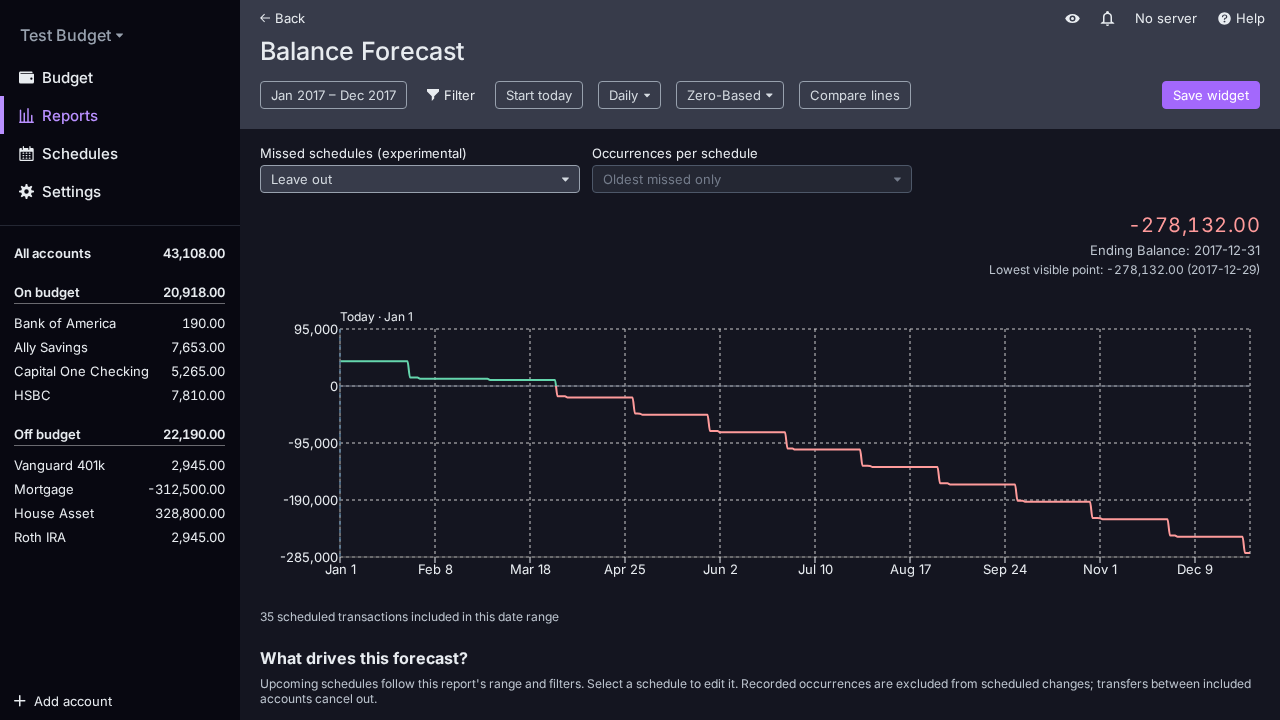 Test Budget
Budget
Reports
Schedules
Settings
All accounts 43,108.00
On budget 20,918.00
Bank of America 190.00
Ally Savings 7,653.00
Capital One Checking 5,265.00
HSBC 7,810.00
Off budget 22,190.00
Vanguard 401k 2,945.00
Mortgage -312,500.00
House Asset 328,800.00
Roth IRA 2,945.00
Add account
Back
No server
Help
Balance Forecast
Jan 2017 – Dec 2017
Filter
Start today
Daily
Zero-Based
Compare lines
Save widget
Missed schedules (experimental)
Occurrences per schedule
Leave out
Oldest missed only
-278,132.00
Ending Balance: 2017-12-31
Lowest visible point: -278,132.00 (2017-12-29)
Today · Jan 1
95,000
0
-95,000
-190,000
-285,000
Jan 1 Feb 8 Mar 18 Apr 25 Jun 2 Jul 10 Aug 17 Sep 24 Nov 1 Dec 9
35 scheduled transactions included in this date range
What drives this forecast?
Upcoming schedules follow this report's range and filters. Select a schedule to edit it. Recorded occurrences are excluded from scheduled changes; transfers between included
accounts cancel out.